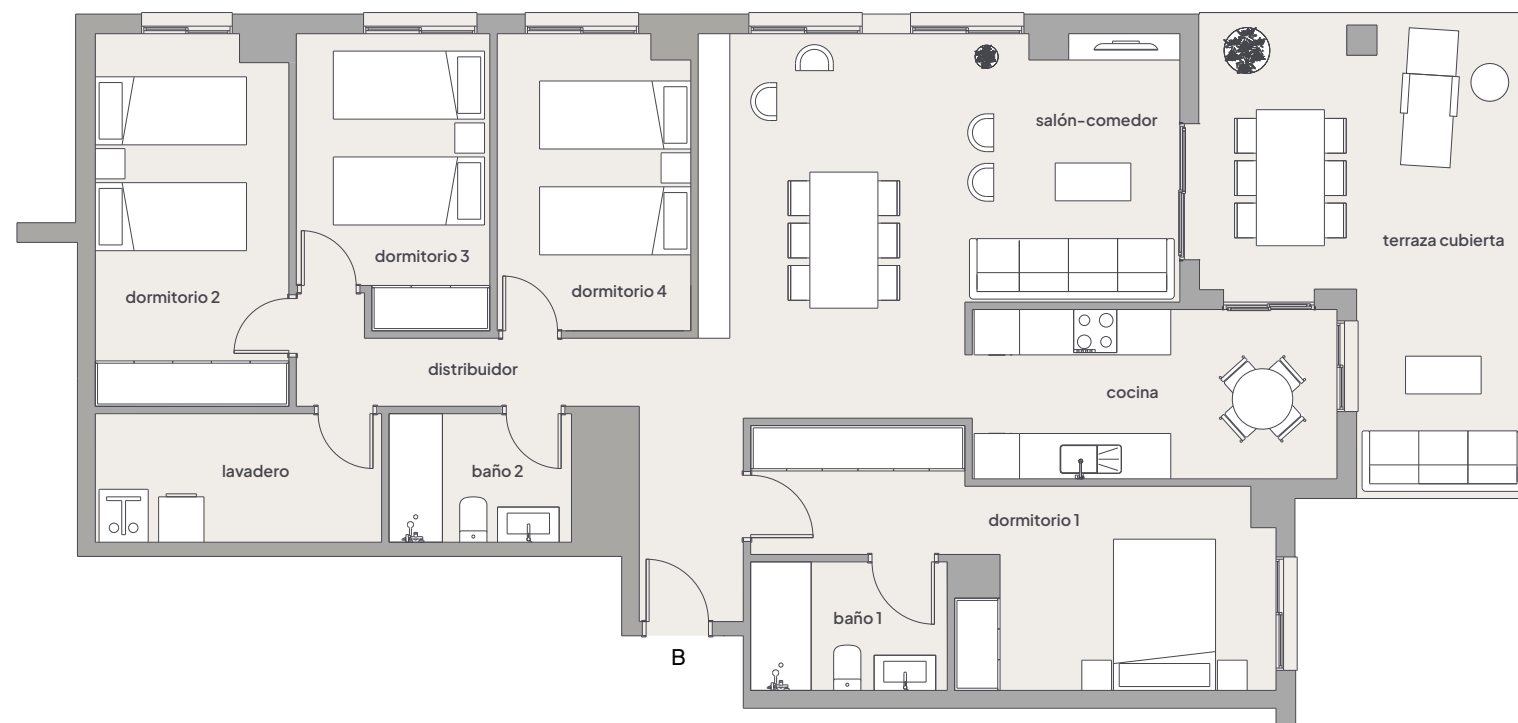 salón-comedor
terraza cubierta
dormitorio 3
dormitorio 4
dormitorio 2
distribuidor
cocina
lavadero
baño 2
dormitorio 1
baño 1
B